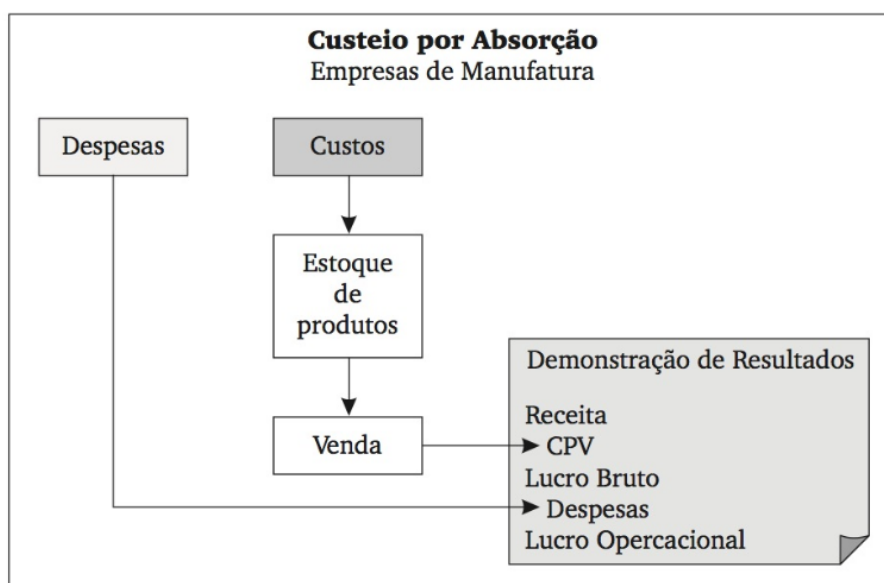 Custeio por Absorção
Empresas de Manufatura
Despesas
Custos
Estoque
de
produtos
Venda
Demonstração de Resultados
Receita
CPV
Lucro Bruto
Despesas
Lucro Opercacional